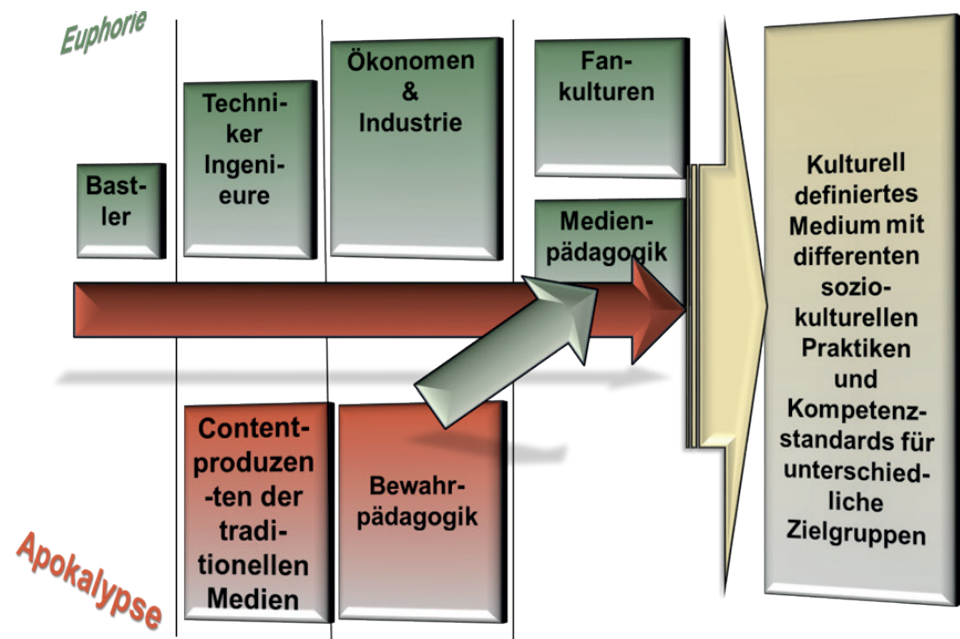 Euphorie
Bast-
ler
Techni-
ker
Ingeni-
eure
Ökonomen
&
Industrie
Fan-
kulturen
Medien-
pädagogik
Content-
produzen
-ten der
tradi-
tionellen
Medien
Bewahr-
pädagogik
Apokalypse
Kulturell
definiertes
Medium mit
differenten
sozio-
kulturellen
Praktiken
und
Kompetenz-
standards für
unterschied-
liche
Zielgruppen